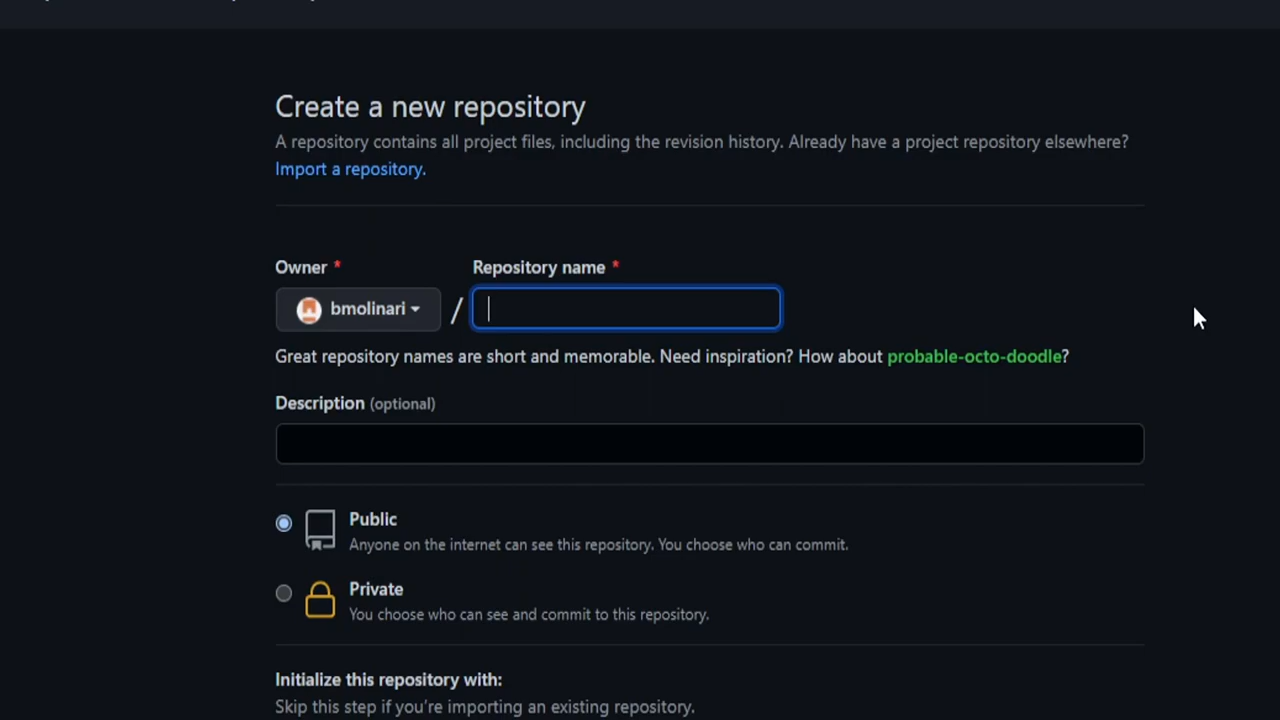 Create a new repository
A repository contains all project files, including the revision history. Already have a project repository elsewhere?
Import a repository.
Owner * Repository name *
bmolinari /
Great repository names are short and memorable. Need inspiration? How about probable-octo-doodle?
Description (optional)
Public
Anyone on the internet can see this repository. You choose who can commit.
Private
You choose who can see and commit to this repository.
Initialize this repository with:
Skip this step if you're importing an existing repository.